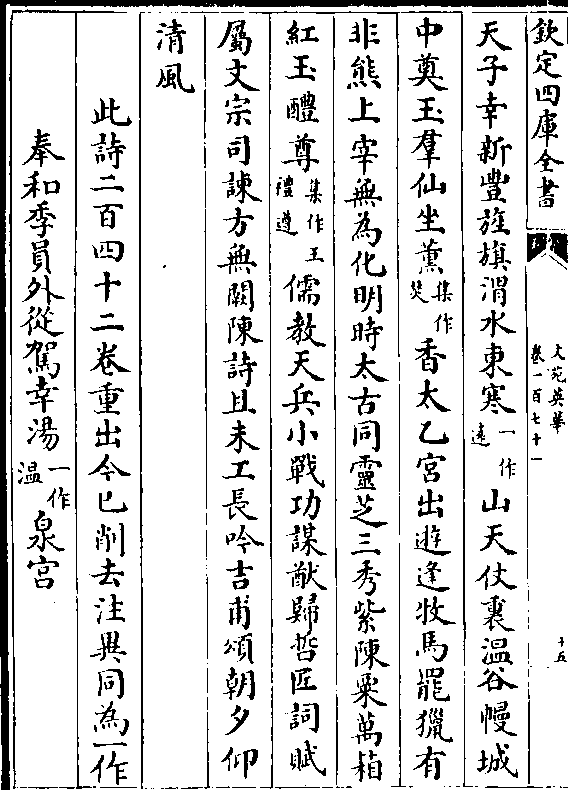 欽定四庫全書
文苑英華
卷一百七十一
十五
天子幸新豐旌旗渭水東寒一作遠山天仗裏温谷幔城
中奠玉羣仙坐薰集作焚香太乙宮出遊逢牧馬罷獵有
非熊上宰無為化明時太古同靈芝三秀紫陳粟萬箱
紅玉醴尊集作王禮遵儒教天兵小戰功謀猷歸哲匠詞賦
屬文宗司諫方無闕陳詩且未工長吟吉甫頌朝夕仰
清風
此詩二百四十二卷重出今已削去注異同為一作
奉和季員外從駕幸湯一作温泉宮